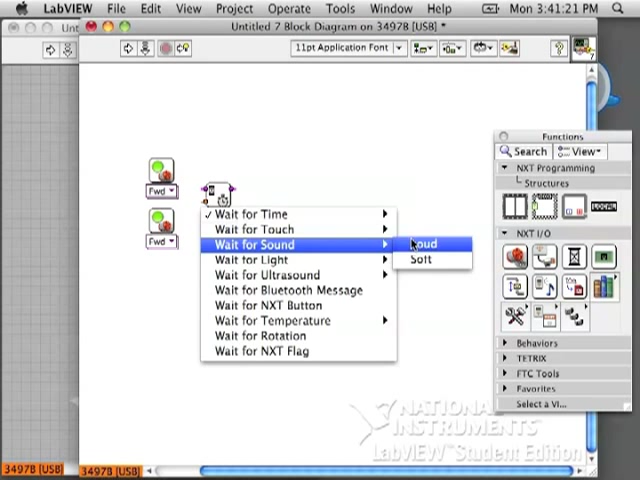 LabVIEW File Edit View Project Operate Tools Window Help Mon 3:41:21 PM
Untitled 7 Block Diagram on 3497B [USB] *
11pt Application Font
Functions
Search View
NXT Programming
Structures
LOCAL
NXT I/O
Behaviors
TETRIX
FTC Tools
Favorites
Select a VI...
Fwd
Fwd
✓ Wait for Time
Wait for Touch
Wait for Sound
Wait for Light
Wait for Ultrasound
Wait for Bluetooth Message
Wait for NXT Button
Wait for Temperature
Wait for Rotation
Wait for NXT Flag
Soft
NATIONAL
INSTRUMENTS
LabVIEW Student Edition
3497B [USB]
3497B [USB]